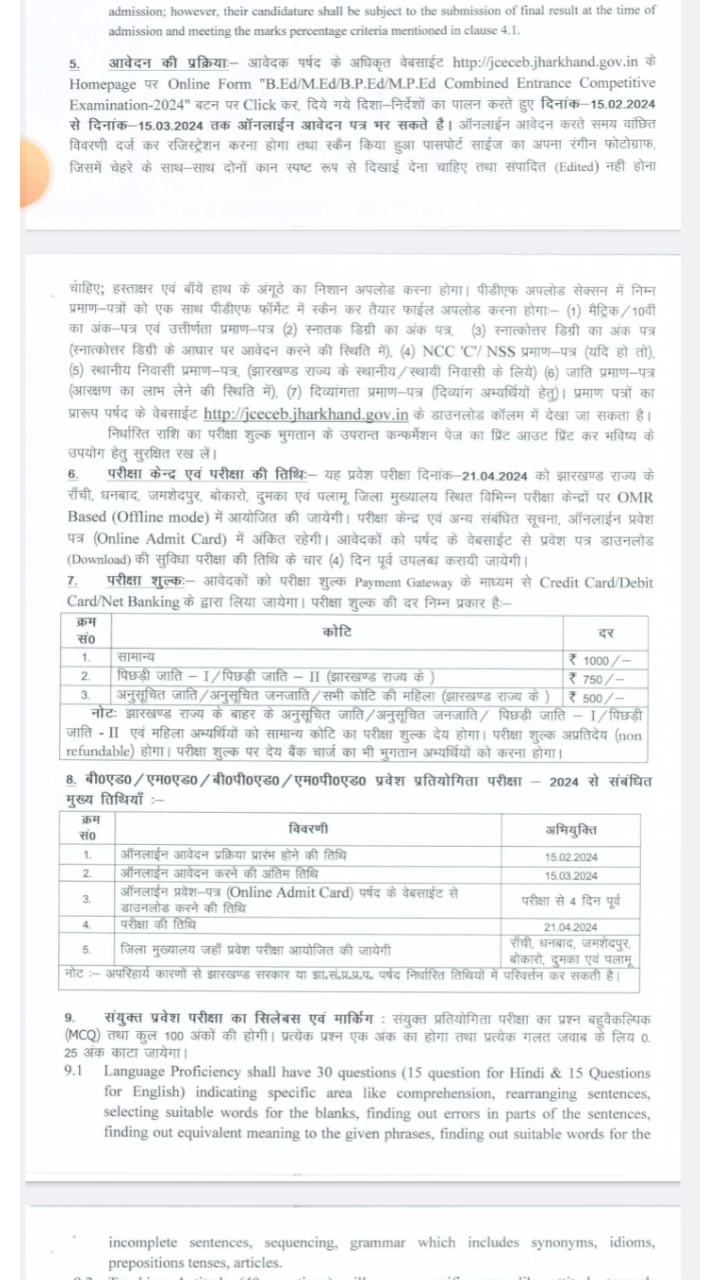 admission; however, their candidature shall be subject to the submission of final result at the time of
admission and meeting the marks percentage criteria mentioned in clause 4.1.
5. आवेदन की प्रक्रियाः– आवेदक पर्षद के अधिकृत वेबसाईट http://jceceb.jharkhand.gov.in के
Homepage पर Online Form "B.Ed/M.Ed/B.P.Ed/M.P.Ed Combined Entrance Competitive
Examination-2024" बटन पर Click कर, दिये गये दिशा–निर्देशों का पालन करते हुए दिनांक–15.02.2024
से दिनांक–15.03.2024 तक ऑनलाईन आवेदन पत्र भर सकते है। ऑनलाईन आवेदन करते समय वांछित
विवरणी दर्ज कर रजिस्ट्रेशन करना होगा तथा स्कैन किया हुआ पासपोर्ट साईज का अपना रंगीन फोटोग्राफ,
जिसमें चेहरे के साथ–साथ दोनों कान स्पष्ट रूप से दिखाई देना चाहिए तथा संपादित (Edited) नही होना
चाहिए; हस्ताक्षर एवं बाँयें हाथ के अंगूठे का निशान अपलोड करना होगा। पीडीएफ अपलोड सेक्सन में निम्न
प्रमाण–पत्रों को एक साथ पीडीएफ फॉर्मेट में स्कैन कर तैयार फाईल अपलोड करना होगाः– (1) मैट्रिक/10वीं
का अंक–पत्र एवं उत्तीर्णता प्रमाण–पत्र (2) स्नातक डिग्री का अंक पत्र, (3) स्नात्कोत्तर डिग्री का अंक पत्र
(स्नात्कोत्तर डिग्री के आधार पर आवेदन करने की स्थिति में), (4) NCC 'C'/ NSS प्रमाण–पत्र (यदि हो तो),
(5) स्थानीय निवासी प्रमाण–पत्र, (झारखण्ड राज्य के स्थानीय/स्थायी निवासी के लिये) (6) जाति प्रमाण–पत्र
(आरक्षण का लाभ लेने की स्थिति में), (7) दिव्यांगता प्रमाण–पत्र (दिव्यांग अभ्यर्थियों हेतु)। प्रमाण पत्रों का
प्रारूप पर्षद के वेबसाईट http://jceceb.jharkhand.gov.in के डाउनलोड कॉलम में देखा जा सकता है।
निर्धारित राशि का परीक्षा शुल्क भुगतान के उपरान्त कन्फर्मेशन पेज का प्रिंट आउट प्रिंट कर भविष्य के
उपयोग हेतु सुरक्षित रख लें।
6. परीक्षा केन्द्र एवं परीक्षा की तिथिः– यह प्रवेश परीक्षा दिनांक–21.04.2024 को झारखण्ड राज्य के
राँची, धनबाद, जमशेदपुर, बोकारो, दुमका एवं पलामू जिला मुख्यालय स्थित विभिन्न परीक्षा केन्द्रों पर OMR
Based (Offline mode) में आयोजित की जायेगी। परीक्षा केन्द्र एवं अन्य संबंधित सूचना, ऑनलाईन प्रवेश
पत्र (Online Admit Card) में अंकित रहेगी। आवेदकों को पर्षद के वेबसाईट से प्रवेश पत्र डाउनलोड
(Download) की सुविधा परीक्षा की तिथि के चार (4) दिन पूर्व उपलब्ध करायी जायेगी।
7. परीक्षा शुल्कः– आवेदकों को परीक्षा शुल्क Payment Gateway के माध्यम से Credit Card/Debit
Card/Net Banking के द्वारा लिया जायेगा। परीक्षा शुल्क की दर निम्न प्रकार हैः–
क्रम सं० कोटि दर
1. सामान्य ₹ 1000/–
2. पिछड़ी जाति – I/पिछड़ी जाति – II (झारखण्ड राज्य के ) ₹ 750/–
3. अनुसूचित जाति/अनुसूचित जनजाति/सभी कोटि की महिला (झारखण्ड राज्य के ) ₹ 500/–
नोटः झारखण्ड राज्य के बाहर के अनुसूचित जाति/अनुसूचित जनजाति/ पिछड़ी जाति – I/पिछड़ी
जाति - II एवं महिला अभ्यर्थियों को सामान्य कोटि का परीक्षा शुल्क देय होगा। परीक्षा शुल्क अप्रतिदेय (non
refundable) होगा। परीक्षा शुल्क पर देय बैंक चार्ज का भी भुगतान अभ्यर्थियों को करना होगा।
8. बी०एड०/एम०एड०/बी०पी०एड०/एम०पी०एड० प्रवेश प्रतियोगिता परीक्षा – 2024 से संबंधित
मुख्य तिथियाँ :–
क्रम सं० विवरणी अभियुक्ति
1. ऑनलाईन आवेदन प्रक्रिया प्रारंभ होने की तिथि 15.02.2024
2. ऑनलाईन आवेदन करने की अंतिम तिथि 15.03.2024
3. ऑनलाईन प्रवेश–पत्र (Online Admit Card) पर्षद के वेबसाईट से
डाउनलोड करने की तिथि परीक्षा से 4 दिन पूर्व
4. परीक्षा की तिथि 21.04.2024
5. जिला मुख्यालय जहाँ प्रवेश परीक्षा आयोजित की जायेगी राँची, धनबाद, जमशेदपुर,
बोकारो, दुमका एवं पलामू
नोट :– अपरिहार्य कारणों से झारखण्ड सरकार या झा.सं.प्र.प्र.प. पर्षद निर्धारित तिथियों में परिवर्त्तन कर सकती है।
9. संयुक्त प्रवेश परीक्षा का सिलेबस एवं मार्किंग : संयुक्त प्रतियोगिता परीक्षा का प्रश्न बहुवैकल्पिक
(MCQ) तथा कुल 100 अंकों की होगी। प्रत्येक प्रश्न एक अंक का होगा तथा प्रत्येक गलत जवाब के लिय 0.
25 अंक काटा जायेगा।
9.1 Language Proficiency shall have 30 questions (15 question for Hindi & 15 Questions
for English) indicating specific area like comprehension, rearranging sentences,
selecting suitable words for the blanks, finding out errors in parts of the sentences,
finding out equivalent meaning to the given phrases, finding out suitable words for the
incomplete sentences, sequencing, grammar which includes synonyms, idioms,
prepositions tenses, articles.